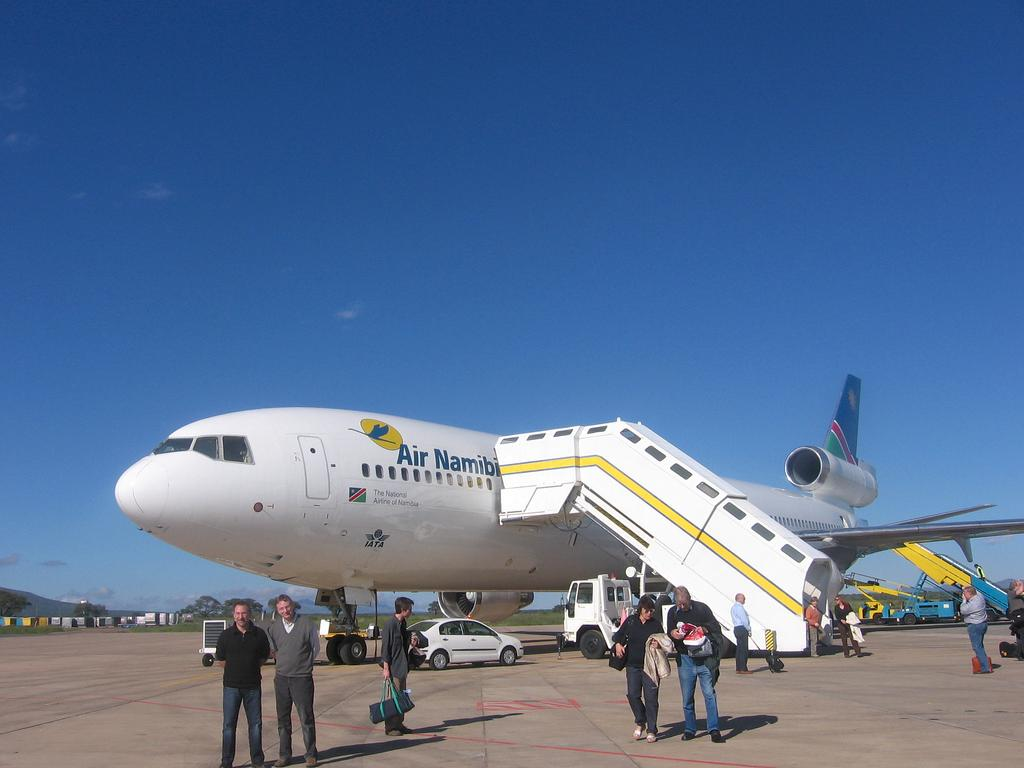 Air Namibi
The National
Airline of Namibia
IATA